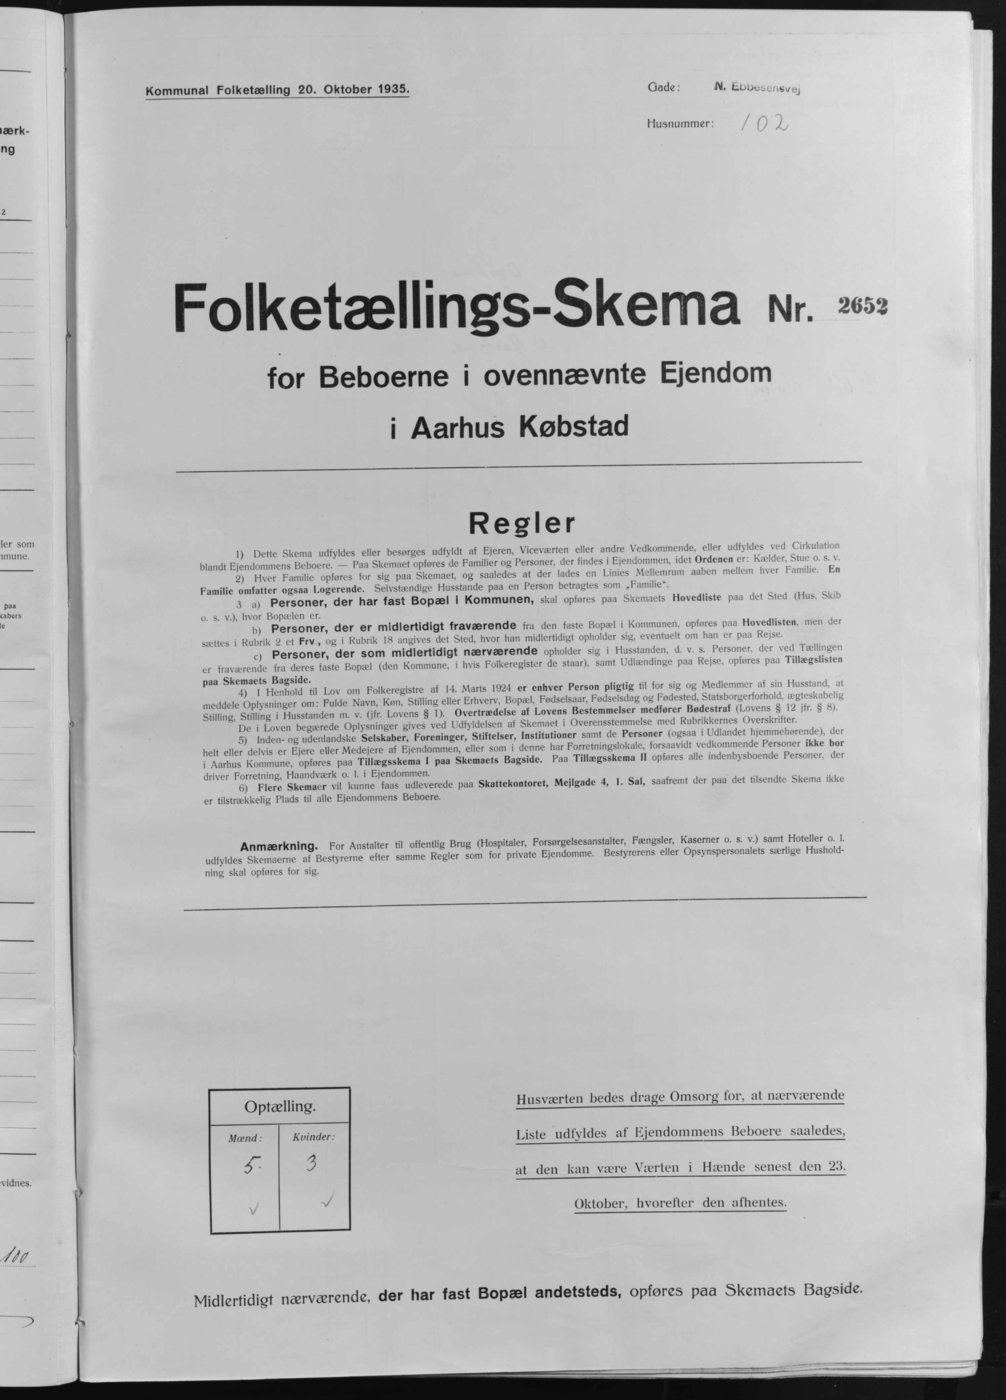 Kommunal Folketælling 20. Oktober 1935.
Gade: N. Ebbesensvej
Husnummer: 102
Folketællings-Skema Nr. 2652
for Beboerne i ovennævnte Ejendom
i Aarhus Købstad
Regler
1) Dette Skema udfyldes eller besørges udfyldt af Ejeren, Viceværten eller andre Vedkommende, eller udfyldes ved Cirkulation
blandt Ejendommens Beboere. — Paa Skemaet opføres de Familier og Personer, der findes i Ejendommen, idet Ordenen er: Kælder, Stue o. s. v.
2) Hver Familie opføres for sig paa Skemaet, og saaledes at der lades en Linies Mellemrum aaben mellem hver Familie. En
Familie omfatter ogsaa Logerende. Selvstændige Husstande paa en Person betragtes som „Familie“.
3 a) Personer, der har fast Bopæl i Kommunen, skal opføres paa Skemaets Hovedliste paa det Sted (Hus, Skib
o. s. v.), hvor Bopælen er.
b) Personer, der er midlertidigt fraværende fra den faste Bopæl i Kommunen, opføres paa Hovedlisten, men der
sættes i Rubrik 2 et Frv., og i Rubrik 18 angives det Sted, hvor han midlertidigt opholder sig, eventuelt om han er paa Rejse.
c) Personer, der som midlertidigt nærværende opholder sig i Husstanden, d. v. s. Personer, der ved Tællingen
er fraværende fra deres faste Bopæl (den Kommune, i hvis Folkeregister de staar), samt Udlændinge paa Rejse, opføres paa Tillægslisten
paa Skemaets Bagside.
4) I Henhold til Lov om Folkeregistre af 14. Marts 1924 er enhver Person pligtig til for sig og Medlemmer af sin Husstand, at
meddele Oplysninger om: Fulde Navn, Køn, Stilling eller Erhverv, Bopæl, Fødselsaar, Fødselsdag og Fødested, Statsborgerforhold, ægteskabelig
Stilling, Stilling i Husstanden m. v. (jfr. Lovens § 1). Overtrædelse af Lovens Bestemmelser medfører Bødestraf (Lovens § 12 jfr. § 8).
De i Loven begærede Oplysninger gives ved Udfyldelsen af Skemaet i Overensstemmelse med Rubrikkernes Overskrifter.
5) Inden- og udenlandske Selskaber, Foreninger, Stiftelser, Institutioner samt de Personer (ogsaa i Udlandet hjemmehørende), der
helt eller delvis er Ejere eller Medejere af Ejendommen, eller som i denne har Forretningslokale, forsaavidt vedkommende Personer ikke bor
i Aarhus Kommune, opføres paa Tillægsskema I paa Skemaets Bagside. Paa Tillægsskema II opføres alle indenbysboende Personer, der
driver Forretning, Haandværk o. l. i Ejendommen.
6) Flere Skemaer vil kunne faas udleverede paa Skattekontoret, Mejlgade 4, 1. Sal, saafremt der paa det tilsendte Skema ikke
er tilstrækkelig Plads til alle Ejendommens Beboere.
Anmærkning. For Anstalter til offentlig Brug (Hospitaler, Forsørgelsesanstalter, Fængsler, Kaserner o. s. v.) samt Hoteller o. l.
udfyldes Skemaerne af Bestyrerne efter samme Regler som for private Ejendomme. Bestyrerens eller Opsynspersonalets særlige Hushold-
ning skal opføres for sig.
Optælling.
Mænd: Kvinder:
5. 3
Husværten bedes drage Omsorg for, at nærværende
Liste udfyldes af Ejendommens Beboere saaledes,
at den kan være Værten i Hænde senest den 23.
Oktober, hvorefter den afhentes.
Midlertidigt nærværende, der har fast Bopæl andetsteds, opføres paa Skemaets Bagside.
ærk-
ng
2
ler som
mmune.
paa
kabers
le
vidnes.
100